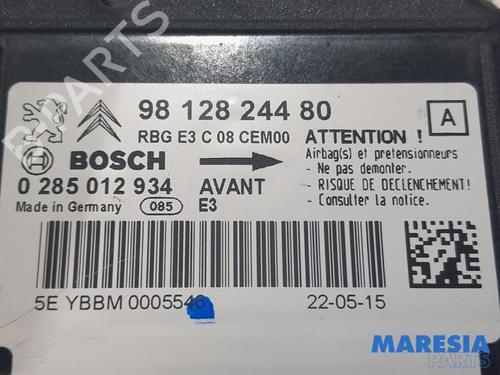 98 128 244 80
RBG E3 C 08 CEM00
BOSCH
0 285 012 934
AVANT
Made in Germany
085
E3
ATTENTION !
A
Airbag(s) et pretensionneurs
- Ne pas demonter.
- RISQUE DE DECLENCHEMENT!
- Consulter la notice.
5E YBBM 0005546
22-05-15
B-PARTS
B-PARTS
MARESIA
PARTS